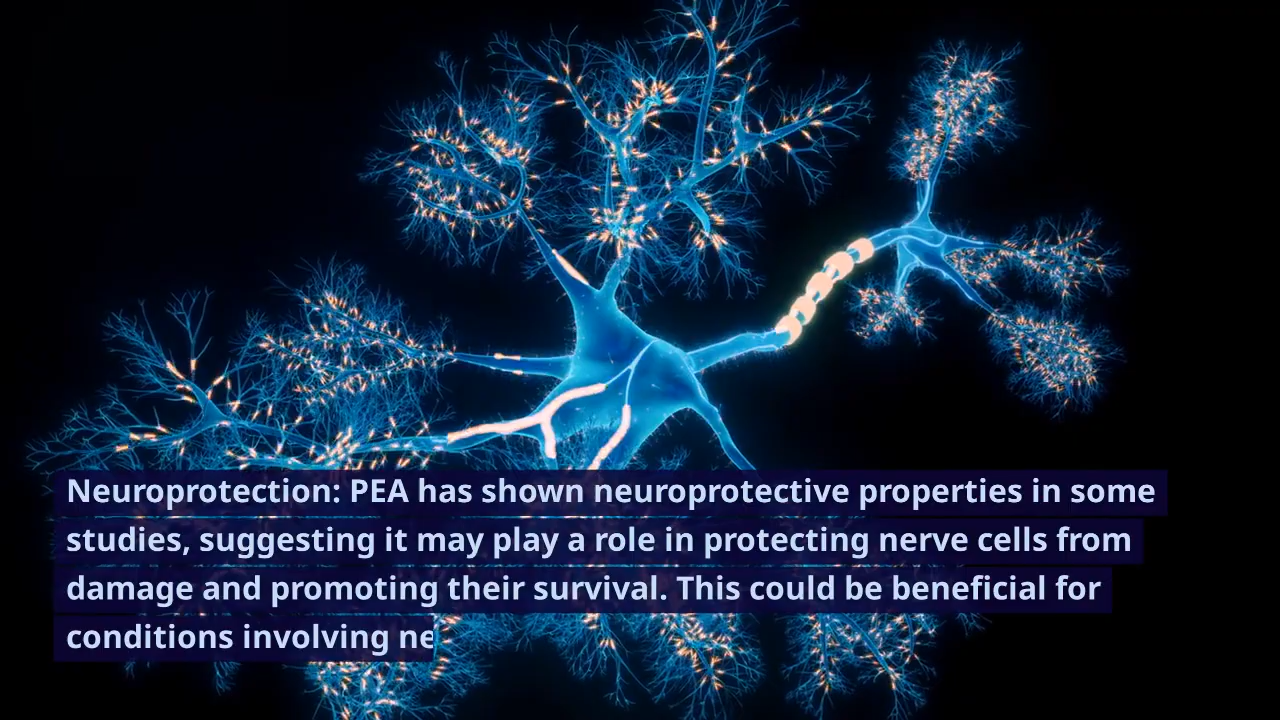 Neuroprotection: PEA has shown neuroprotective properties in some
studies, suggesting it may play a role in protecting nerve cells from
damage and promoting their survival. This could be beneficial for
conditions involving ne